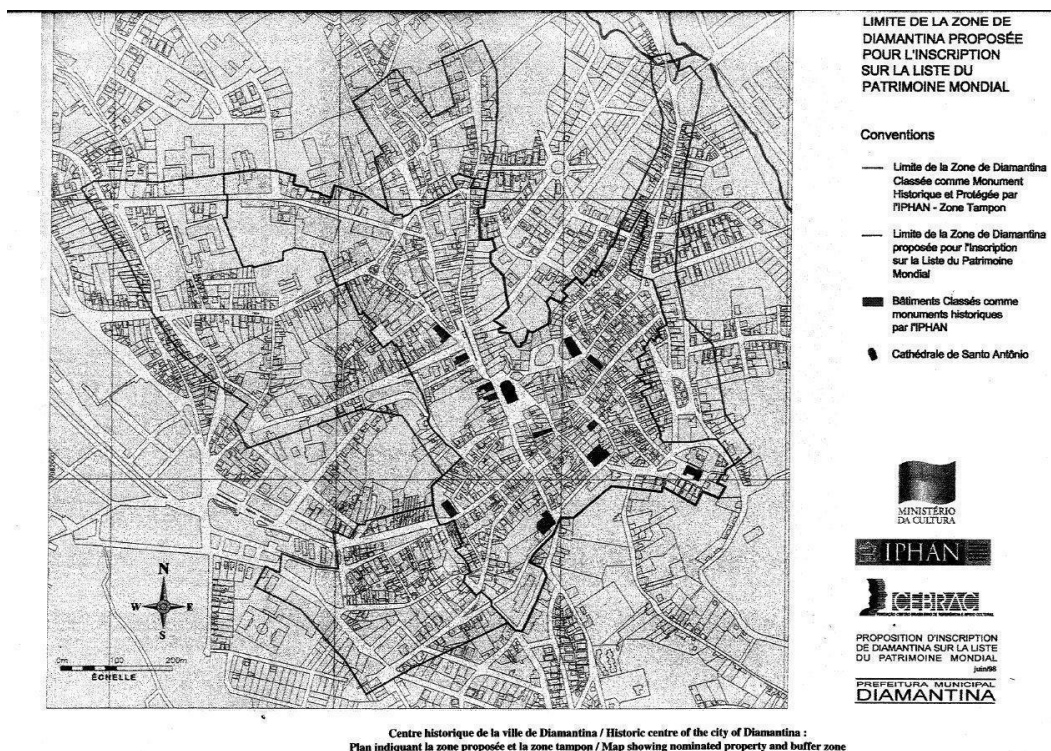 LIMITE DE LA ZONE DE
DIAMANTINA PROPOSÉE
POUR L'INSCRIPTION
SUR LA LISTE DU
PATRIMOINE MONDIAL
Conventions
Limite de la Zone de Diamantina
Classée comme Monument
Historique et Protégée par
l'IPHAN - Zone Tampon
Limite de la Zone de Diamantina
proposée pour l'Inscription
sur la Liste du Patrimoine
Mondial
Bâtiments Classés comme
monuments historiques
par l'IPHAN
Cathédrale de Santo Antônio
MINISTÉRIO
DA CULTURA
IPHAN
CEBRAC
PROPOSITION D'INSCRIPTION
DE DIAMANTINA SUR LA LISTE
DU PATRIMOINE MONDIAL
juin/98
PREFEITURA MUNICIPAL
DIAMANTINA
N
W E
S
0m 100 200m
ÉCHELLE
Centre historique de la ville de Diamantina / Historic centre of the city of Diamantina :
Plan indiquant la zone proposée et la zone tampon / Map showing nominated property and buffer zone